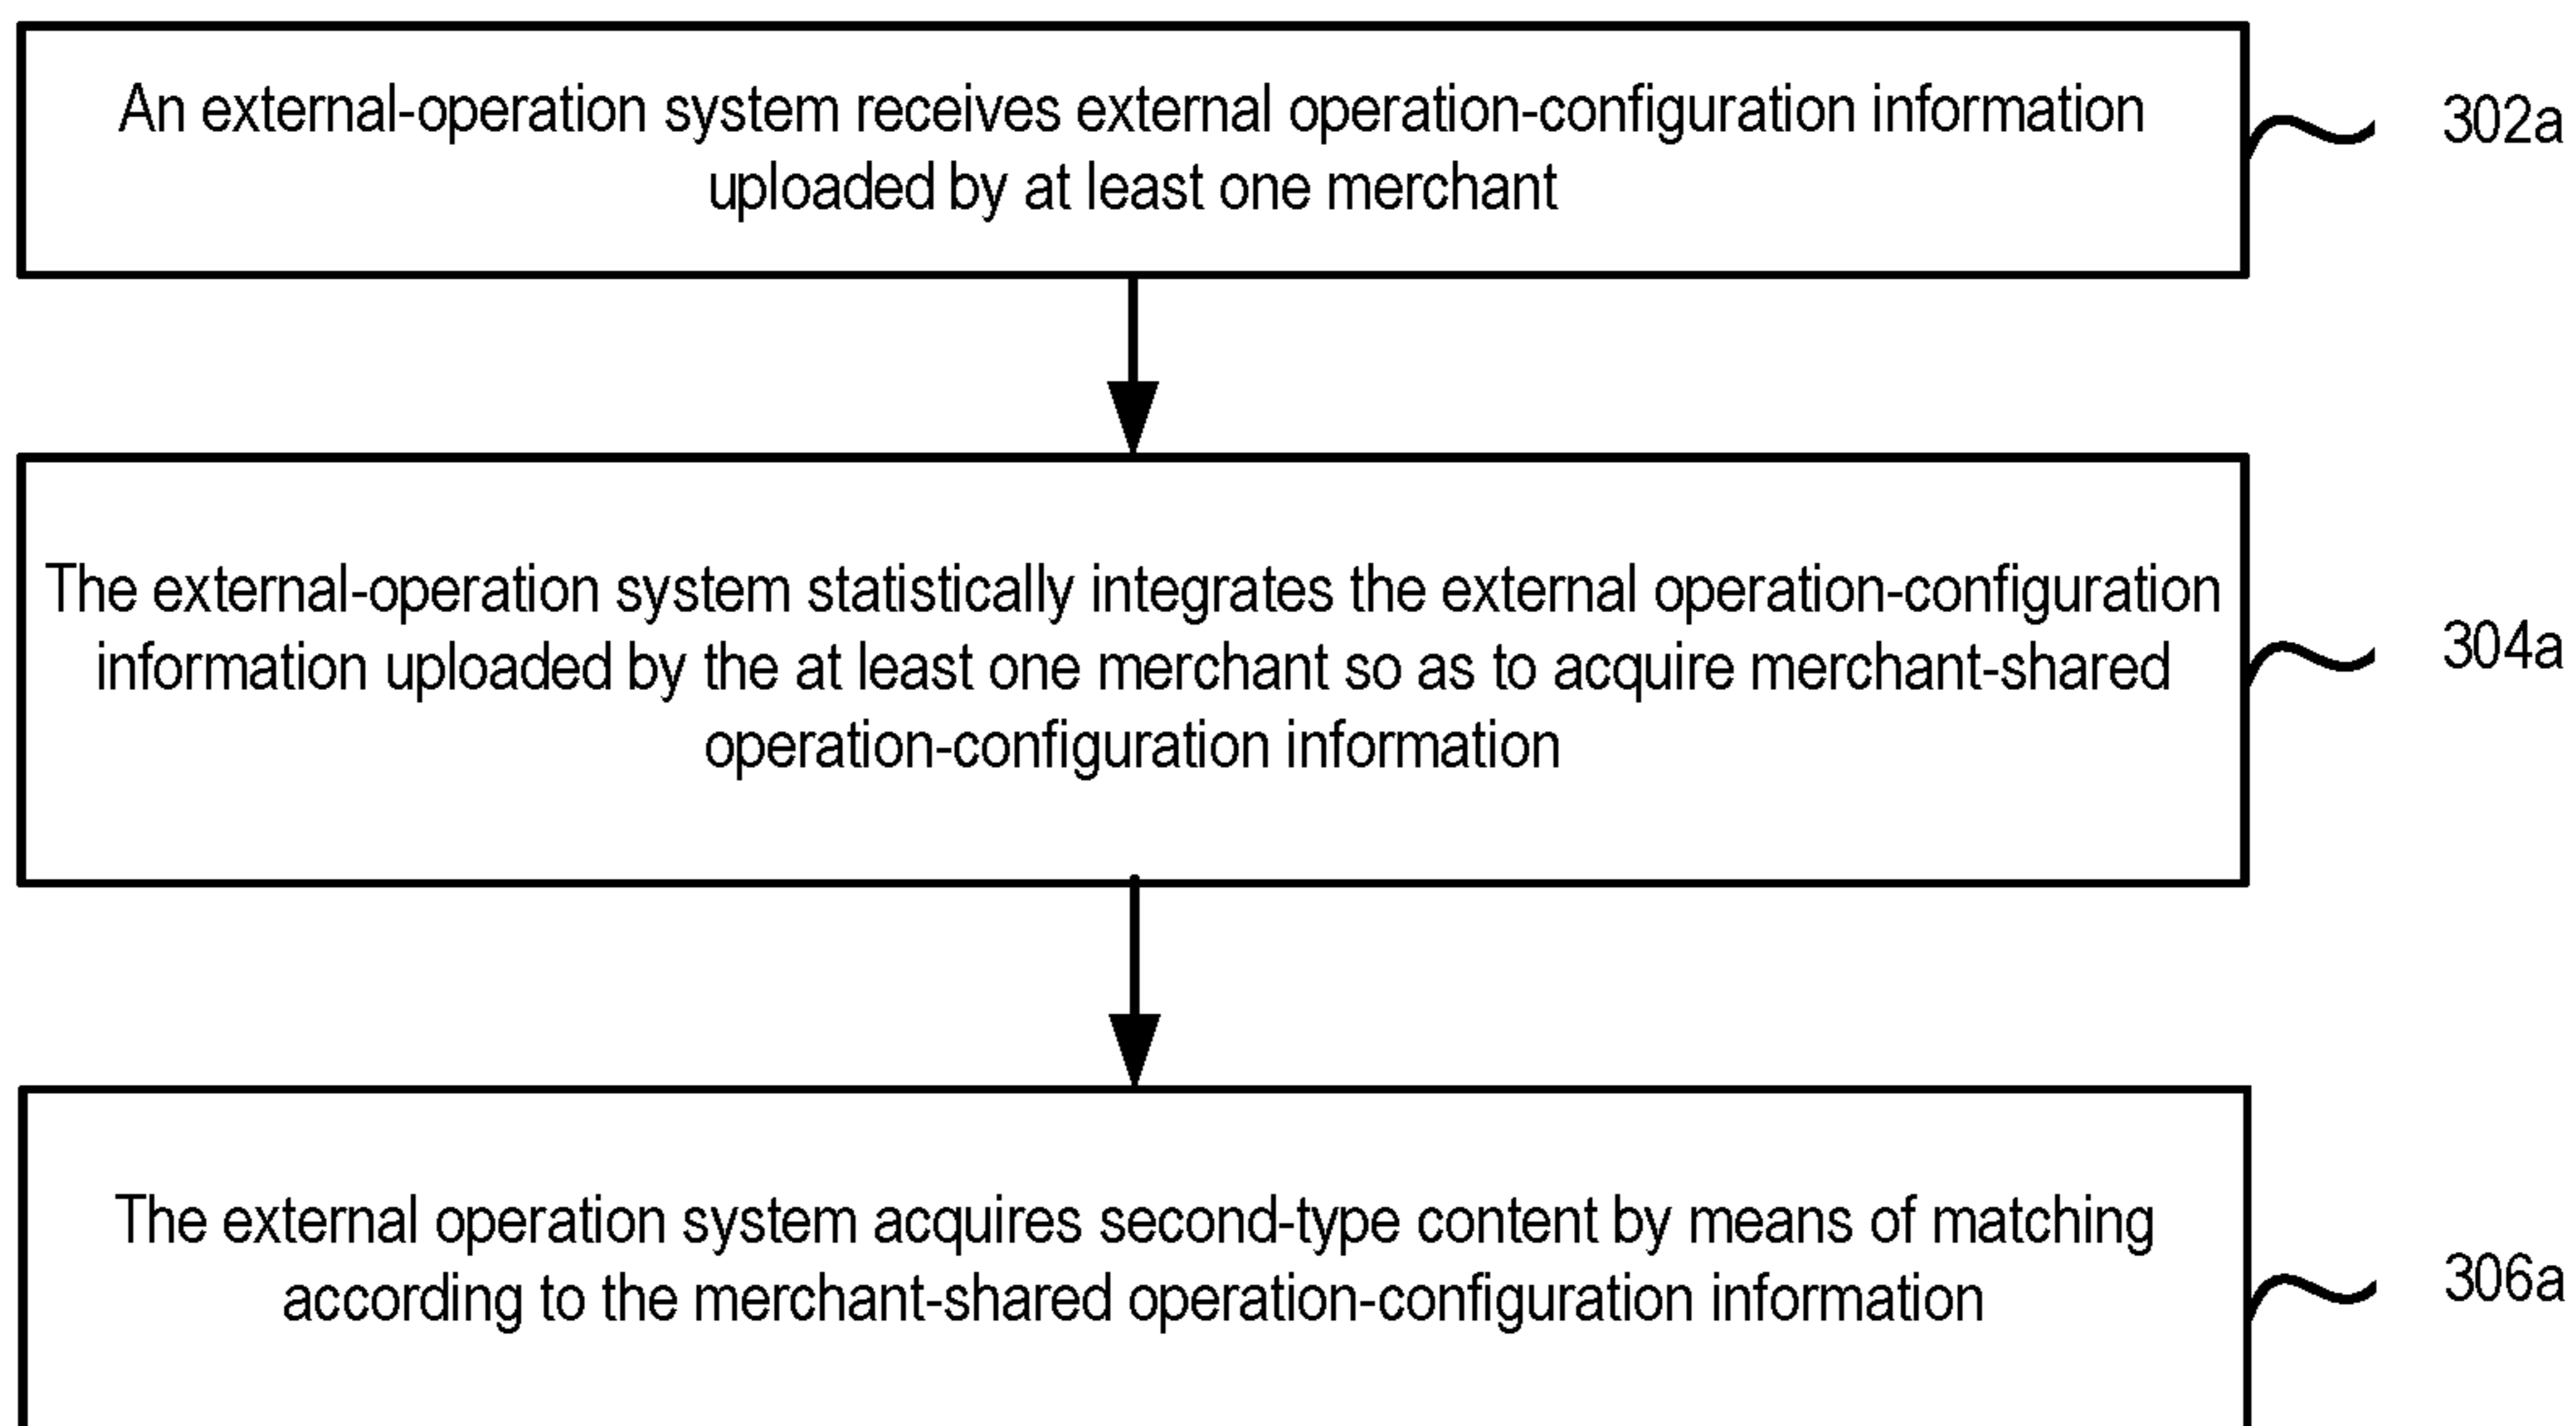 An external-operation system receives external operation-configuration information
uploaded by at least one merchant
302a
The external-operation system statistically integrates the external operation-configuration
information uploaded by the at least one merchant so as to acquire merchant-shared
operation-configuration information
304a
The external operation system acquires second-type content by means of matching
according to the merchant-shared operation-configuration information
306a